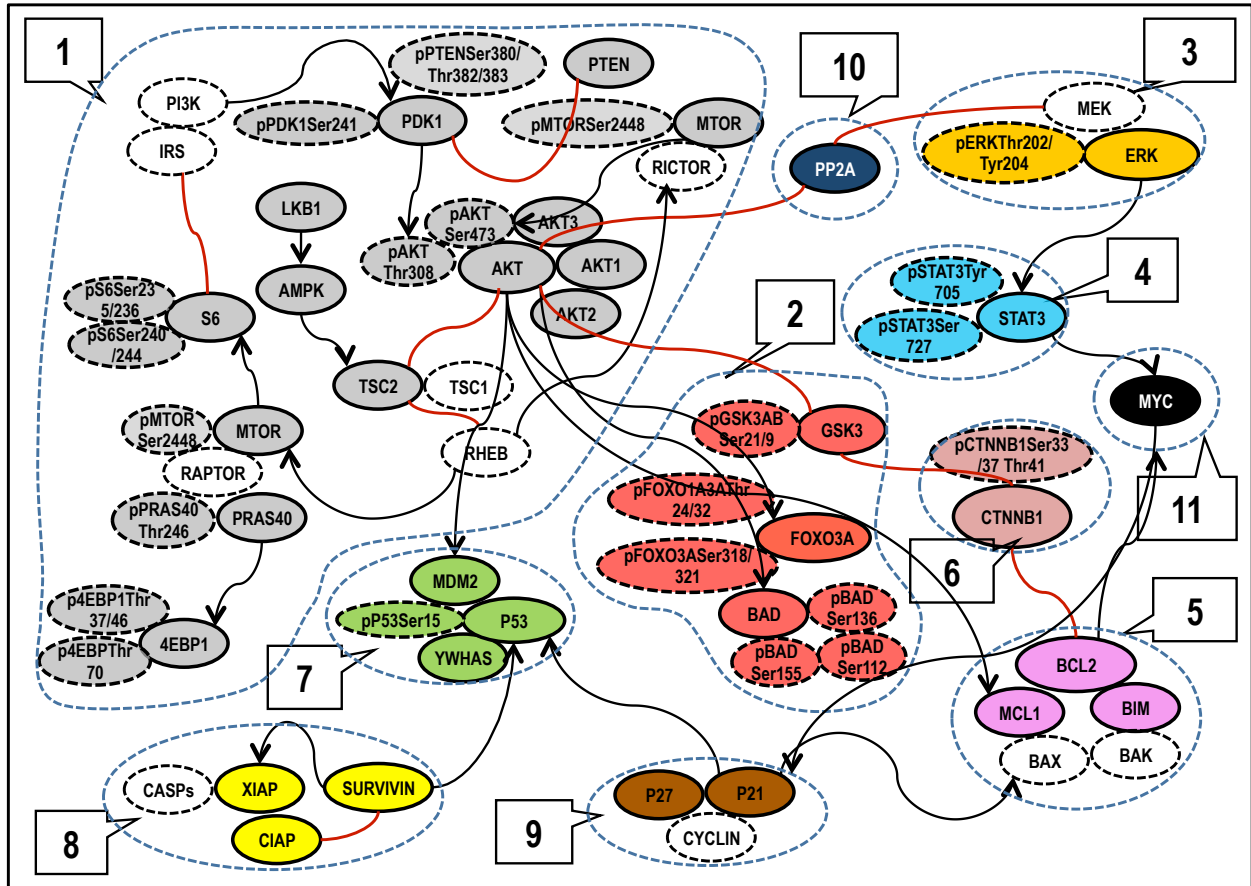 1
pPTENSer380/
Thr382/383
PTEN
10
3
PI3K
pPDK1Ser241
PDK1
pMTORSer2448
MTOR
MEK
IRS
RICTOR
PP2A
pERKThr202/
Tyr204
ERK
LKB1
pAKT
Ser473
AKT3
pAKT
Thr308
AKT
AKT1
AMPK
AKT2
pS6Ser23
5/236
S6
pS6Ser240
/244
2
pSTAT3Tyr
705
4
STAT3
pSTAT3Ser
727
TSC2
TSC1
MYC
pMTOR
Ser2448
MTOR
RAPTOR
RHEB
pGSK3AB
Ser21/9
GSK3
pCTNNB1Ser33
/37 Thr41
11
pPRAS40
Thr246
PRAS40
pFOXO1A3AThr
24/32
FOXO3A
CTNNB1
pFOXO3ASer318/
321
6
MDM2
p4EBP1Thr
37/46
4EBP1
p4EBPThr
70
pP53Ser15
P53
YWHAS
7
BAD
pBAD
Ser136
pBAD
Ser155
pBAD
Ser112
5
BCL2
MCL1
BIM
BAX
BAK
CASPs
XIAP
SURVIVIN
CIAP
8
P27
P21
CYCLIN
9